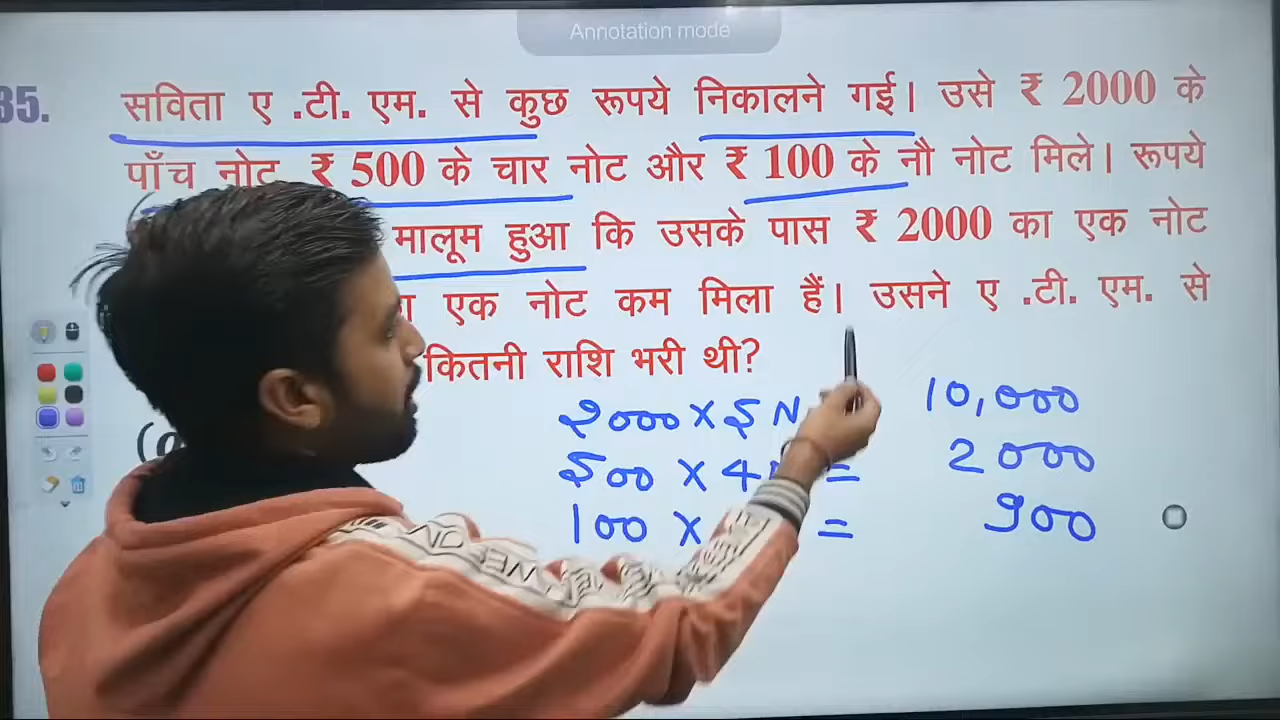 Annotation mode
35.
सविता ए .टी. एम. से कुछ रूपये निकालने गई। उसे ₹ 2000 के
पाँच नोट, ₹ 500 के चार नोट और ₹ 100 के नौ नोट मिले। रूपये
मालूम हुआ कि उसके पास ₹ 2000 का एक नोट
एक नोट कम मिला हैं। उसने ए .टी. एम. से
कितनी राशि भरी थी?
(a
2000 × 5 N 10,000
500 × 4 = 2000
100 × = 900
NEFON